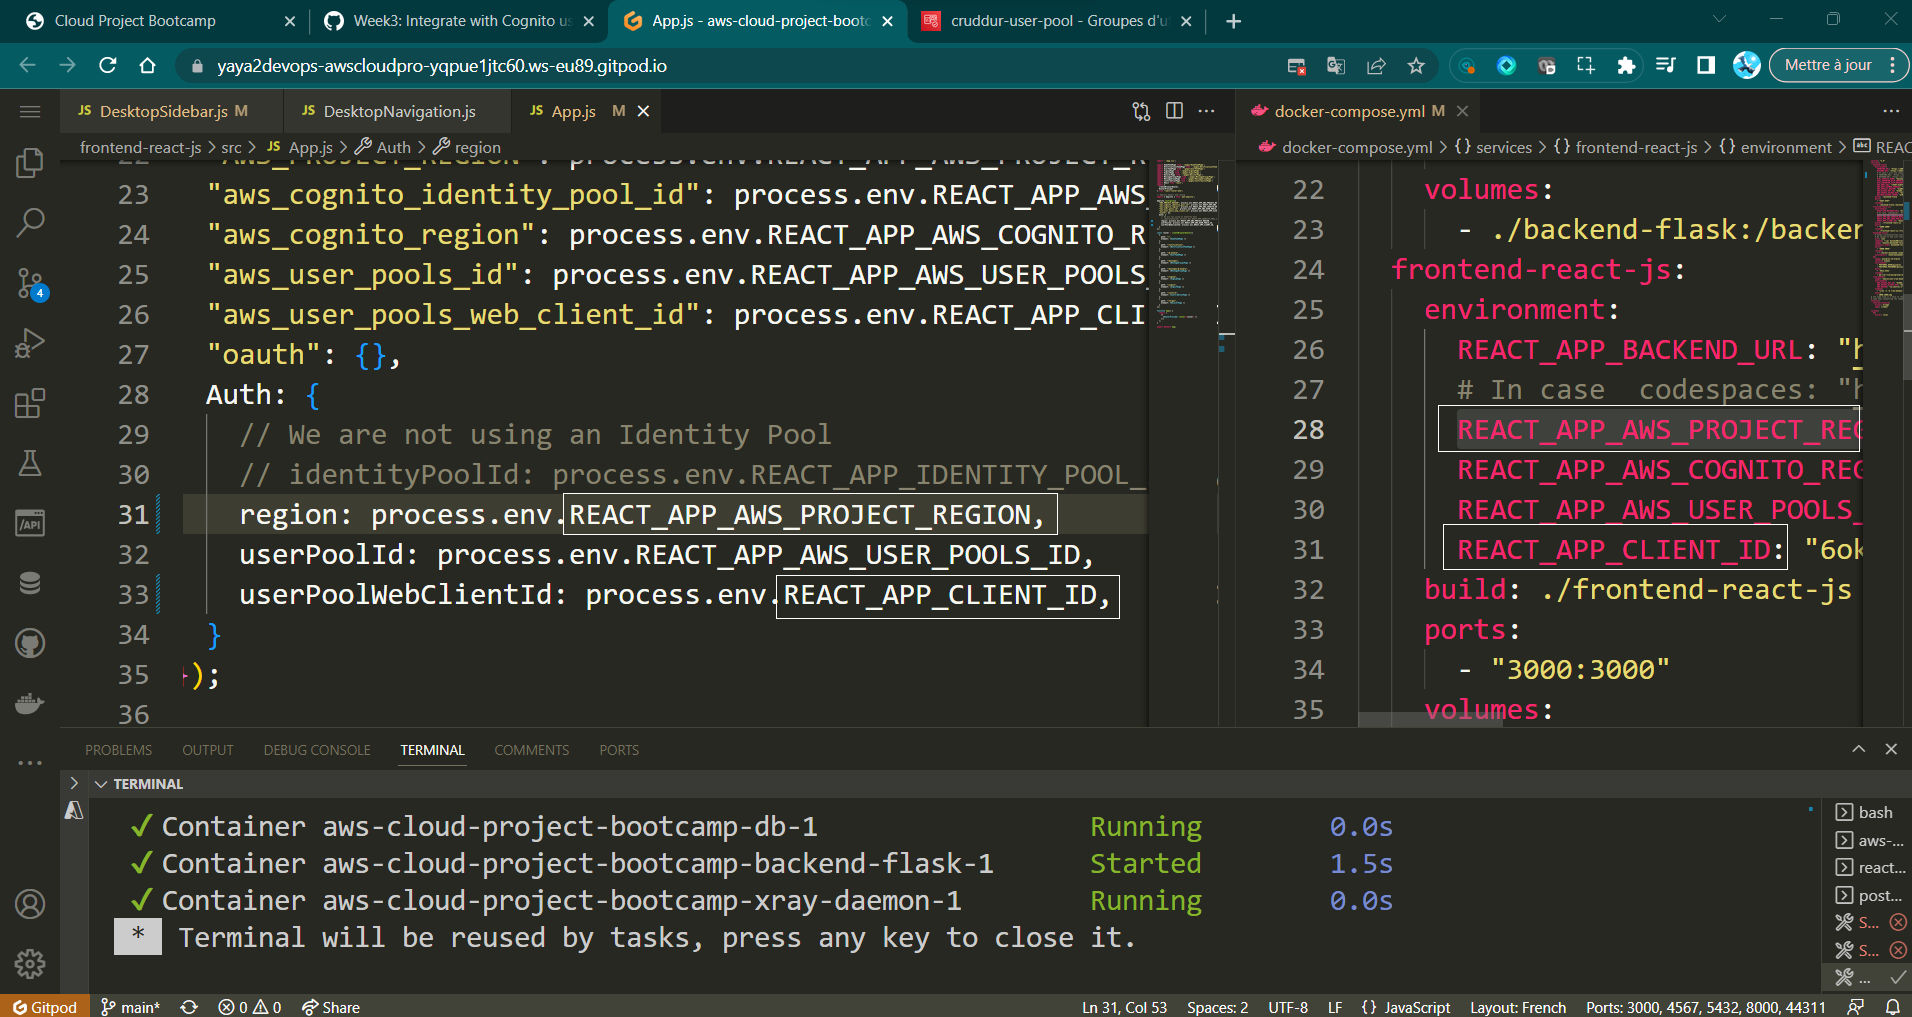 Cloud Project Bootcamp
Week3: Integrate with Cognito us
App.js - aws-cloud-project-bootc
cruddur-user-pool - Groupes d'u
yaya2devops-awscloudpro-yqpue1jtc60.ws-eu89.gitpod.io
Mettre à jour
JS DesktopSidebar.js M
JS DesktopNavigation.js
JS App.js M
docker-compose.yml M
frontend-react-js > src > JS App.js > Auth > region
docker-compose.yml > {} services > {} frontend-react-js > {} environment > REAC
22 "AWS_PROJECT_REGION": process.env.REACT_APP_AWS_PROJECT_R
23 "aws_cognito_identity_pool_id": process.env.REACT_APP_AWS_
24 "aws_cognito_region": process.env.REACT_APP_AWS_COGNITO_R
25 "aws_user_pools_id": process.env.REACT_APP_AWS_USER_POOLS_
26 "aws_user_pools_web_client_id": process.env.REACT_APP_CLI
27 "oauth": {},
28 Auth: {
29 // We are not using an Identity Pool
30 // identityPoolId: process.env.REACT_APP_IDENTITY_POOL_
31 region: process.env.REACT_APP_AWS_PROJECT_REGION,
32 userPoolId: process.env.REACT_APP_AWS_USER_POOLS_ID,
33 userPoolWebClientId: process.env.REACT_APP_CLIENT_ID,
34 }
35 });
36
22 volumes:
23 - ./backend-flask:/backen
24 frontend-react-js:
25 environment:
26 REACT_APP_BACKEND_URL: "h
27 # In case codespaces: "h
28 REACT_APP_AWS_PROJECT_REG
29 REACT_APP_AWS_COGNITO_REG
30 REACT_APP_AWS_USER_POOLS_
31 REACT_APP_CLIENT_ID: "6ok
32 build: ./frontend-react-js
33 ports:
34 - "3000:3000"
35 volumes:
4
/API
PROBLEMS OUTPUT DEBUG CONSOLE TERMINAL COMMENTS PORTS
TERMINAL
✓ Container aws-cloud-project-bootcamp-db-1 Running 0.0s
✓ Container aws-cloud-project-bootcamp-backend-flask-1 Started 1.5s
✓ Container aws-cloud-project-bootcamp-xray-daemon-1 Running 0.0s
* Terminal will be reused by tasks, press any key to close it.
bash
aws-...
react...
post...
S...
S...
...
Gitpod main* 0 0 Share
Ln 31, Col 53 Spaces: 2 UTF-8 LF {} JavaScript Layout: French Ports: 3000, 4567, 5432, 8000, 44311